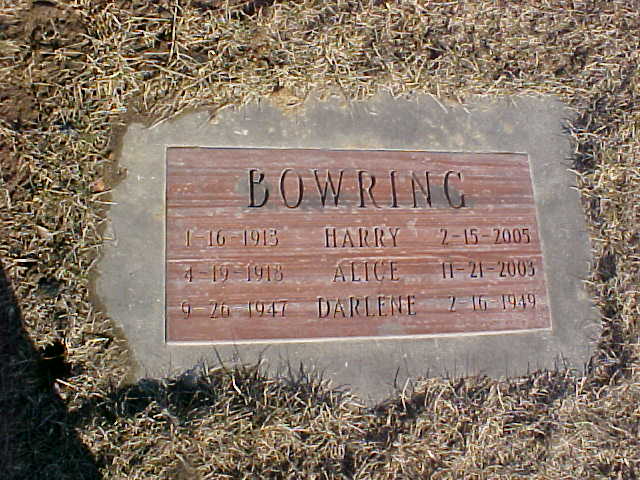 BOWRING
1-16-1913 HARRY 2-15-2005
4-19-1918 ALICE 11-21-2003
9-26-1947 DARLENE 2-16-1949